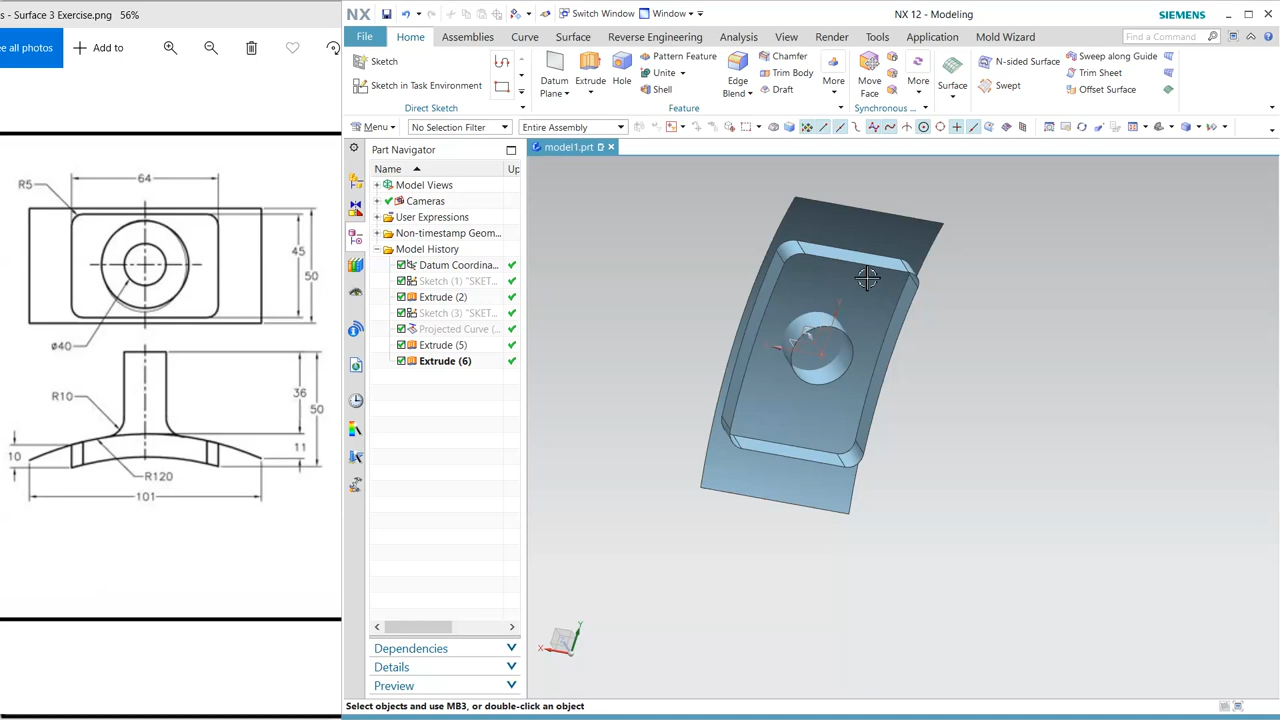 s - Surface 3 Exercise.png 56%
ee all photos
Add to
64
R5
45
50
ø40
36
50
R10
10
11
R120
101
NX
Switch Window
Window
NX 12 - Modeling
SIEMENS
File
Home
Assemblies
Curve
Surface
Reverse Engineering
Analysis
View
Render
Tools
Application
Mold Wizard
Find a Command
Sketch
Sketch in Task Environment
Direct Sketch
Datum
Plane
Extrude
Hole
Pattern Feature
Unite
Shell
Edge
Blend
Chamfer
Trim Body
Draft
More
Feature
Move
Face
More
Synchronous ...
Surface
N-sided Surface
Swept
Sweep along Guide
Trim Sheet
Offset Surface
Menu
No Selection Filter
Entire Assembly
Part Navigator
model1.prt
Name
Up
Model Views
Cameras
User Expressions
Non-timestamp Geom...
Model History
Datum Coordina...
Sketch (1) "SKET...
Extrude (2)
Sketch (3) "SKET...
Projected Curve (...
Extrude (5)
Extrude (6)
Dependencies
Details
Preview
Y
X
Select objects and use MB3, or double-click an object